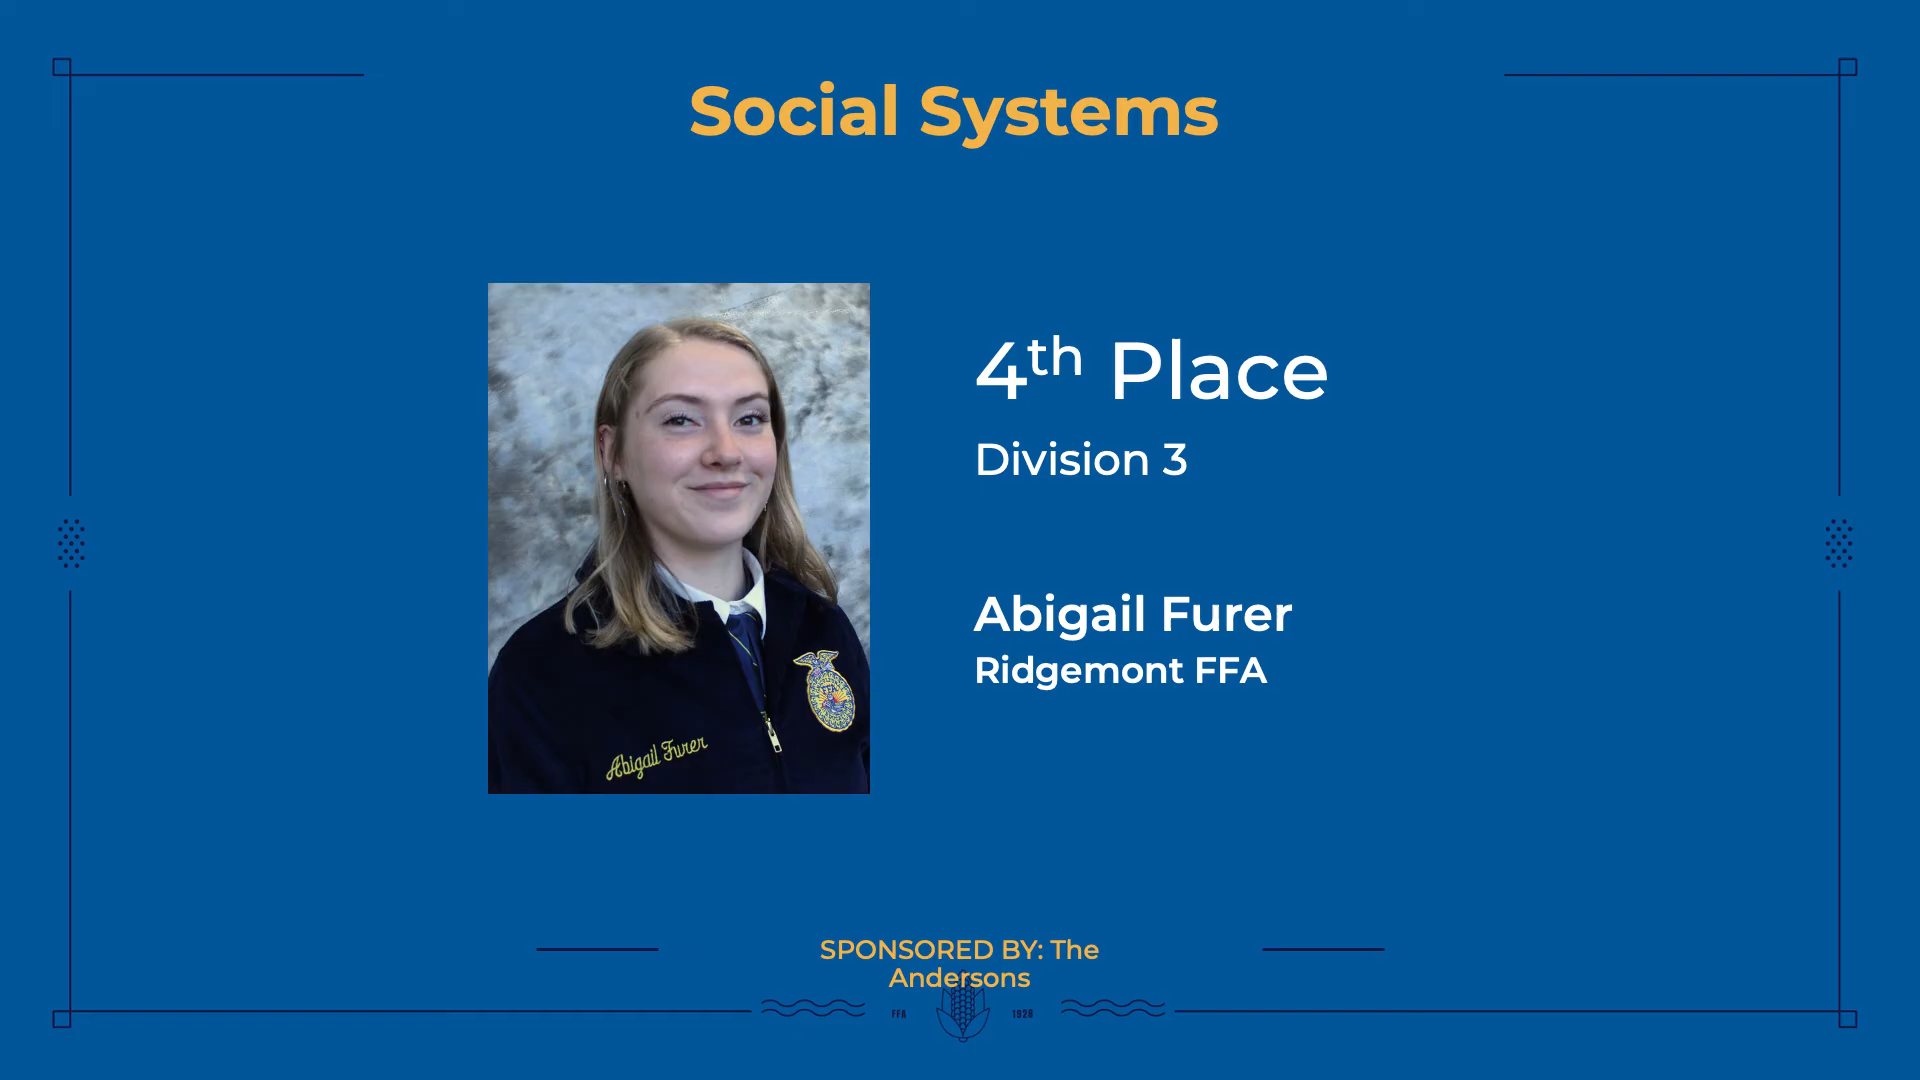 Social Systems
4th Place
Division 3
Abigail Furer
Ridgemont FFA
Abigail Furer
SPONSORED BY: The
Andersons
FFA 1928